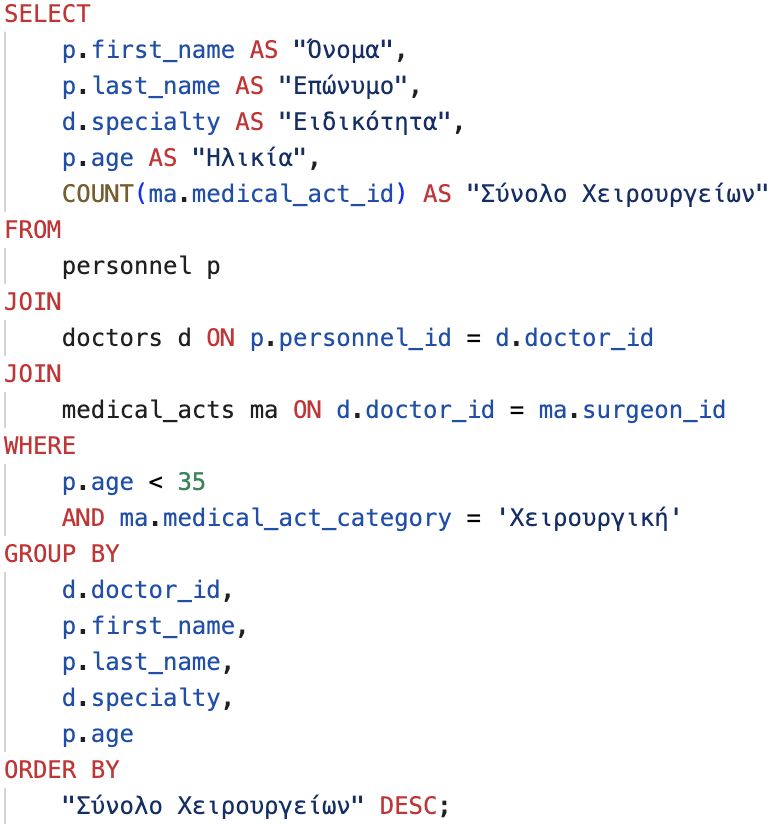 SELECT
    p.first_name AS "Όνομα",
    p.last_name AS "Επώνυμο",
    d.specialty AS "Ειδικότητα",
    p.age AS "Ηλικία",
    COUNT(ma.medical_act_id) AS "Σύνολο Χειρουργείων"
FROM
    personnel p
JOIN
    doctors d ON p.personnel_id = d.doctor_id
JOIN
    medical_acts ma ON d.doctor_id = ma.surgeon_id
WHERE
    p.age < 35
    AND ma.medical_act_category = 'Χειρουργική'
GROUP BY
    d.doctor_id,
    p.first_name,
    p.last_name,
    d.specialty,
    p.age
ORDER BY
    "Σύνολο Χειρουργείων" DESC;